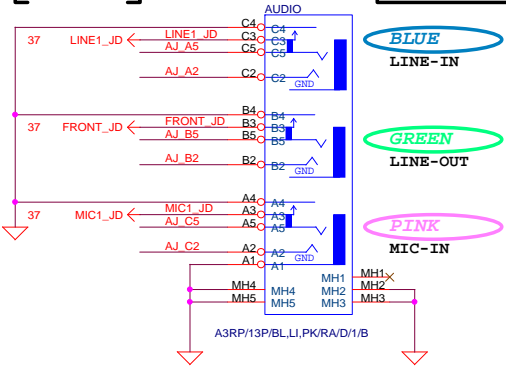 AUDIO
C4 C4
37 LINE1_JD LINE1_JD C3 C3
AJ_A5 C5 C5
BLUE
LINE-IN
AJ_A2 C2 C2
GND
B4 B4
37 FRONT_JD FRONT_JD B3 B3
AJ_B5 B5 B5
GREEN
LINE-OUT
AJ_B2 B2 B2
GND
A4 A4
37 MIC1_JD MIC1_JD A3 A3
AJ_C5 A5 A5
PINK
MIC-IN
AJ_C2 A2 A2
GND
A1 A1
MH1 MH1
MH4 MH4 MH2 MH2
MH5 MH5 MH3 MH3
A3RP/13P/BL,LI,PK/RA/D/1/B